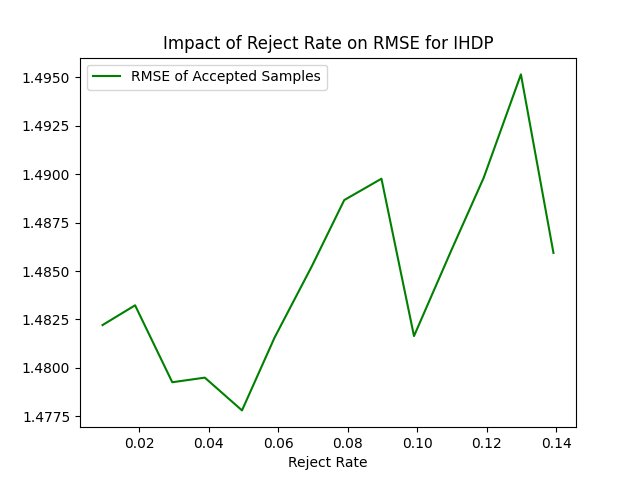 Impact of Reject Rate on RMSE for IHDP
RMSE of Accepted Samples
1.4950
1.4925
1.4900
1.4875
1.4850
1.4825
1.4800
1.4775
0.02 0.04 0.06 0.08 0.10 0.12 0.14
Reject Rate